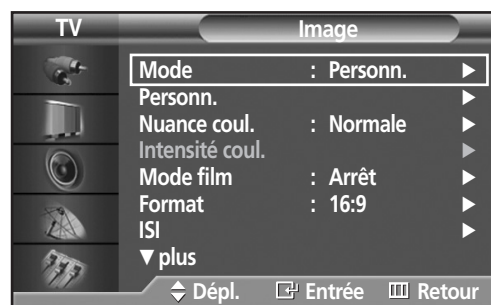 TV Image
Mode : Personn. ▶
Personn. ▶
Nuance coul. : Normale ▶
Intensité coul. ▶
Mode film : Arrêt ▶
Format : 16:9 ▶
ISI ▶
▼plus
Dépl. Entrée Retour